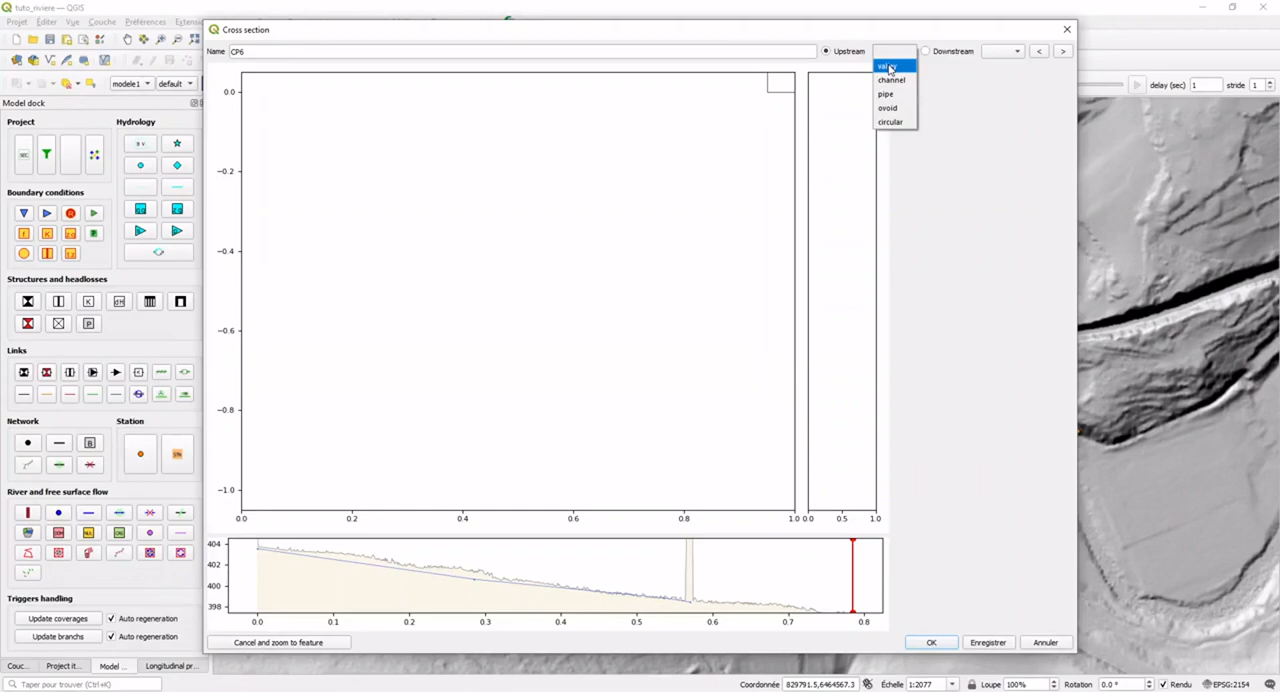 tuto_riviere — QGIS
Projet Éditer Vue Couche Préférences
Cross section
Name CP6 Upstream Downstream < >
valley
channel
pipe
ovoid
circular
modele1 default
delay (sec) 1 stride 1
Model dock
Project Hydrology
Boundary conditions
Structures and headlosses
Links
Network Station
River and free surface flow
Triggers handling
Update coverages Auto regeneration
Update branchs Auto regeneration
0.0
−0.2
−0.4
−0.6
−0.8
−1.0
0.0 0.2 0.4 0.6 0.8 1.0 0.0 0.5 1.0
404
402
400
398
0.0 0.1 0.2 0.3 0.4 0.5 0.6 0.7 0.8
Cancel and zoom to feature OK Enregistrer Annuler
Couc... Project it... Model ... Longitudinal pr...
Taper pour trouver (Ctrl+K) Coordonnée 829791.5,6464567.3 Échelle 1:2077 Loupe 100% Rotation 0.0 ° Rendu EPSG:2154